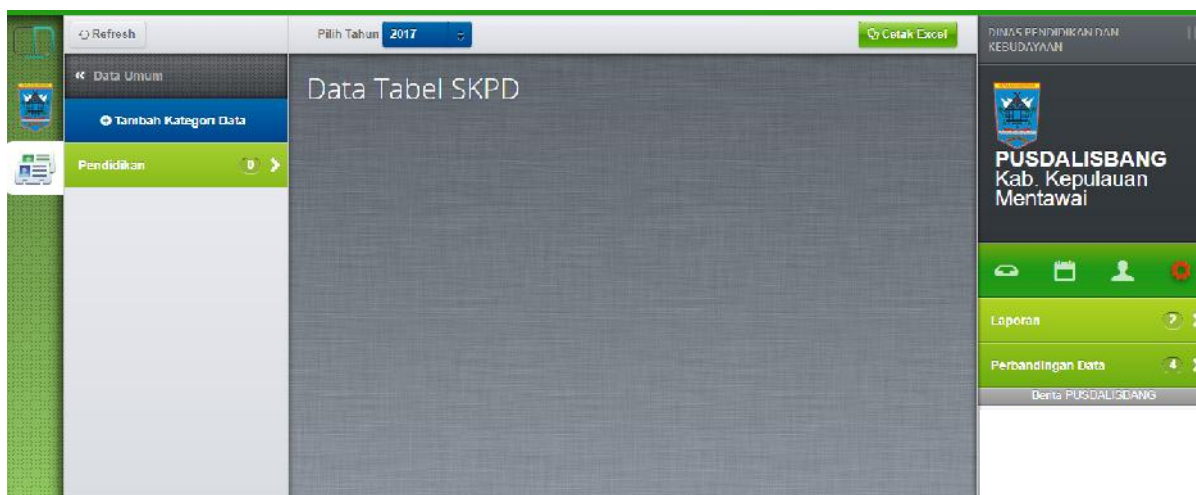 Refresh
Pilih Tahun 2017
Cetak Excel
DINAS PENDIDIKAN DAN
KEBUDAYAAN
« Data Umum
Data Tabel SKPD
Tambah Kategori Data
Pendidikan 0
PUSDALISBANG
Kab. Kepulauan
Mentawai
Laporan 2
Perbandingan Data 4
Berita PUSDALISBANG